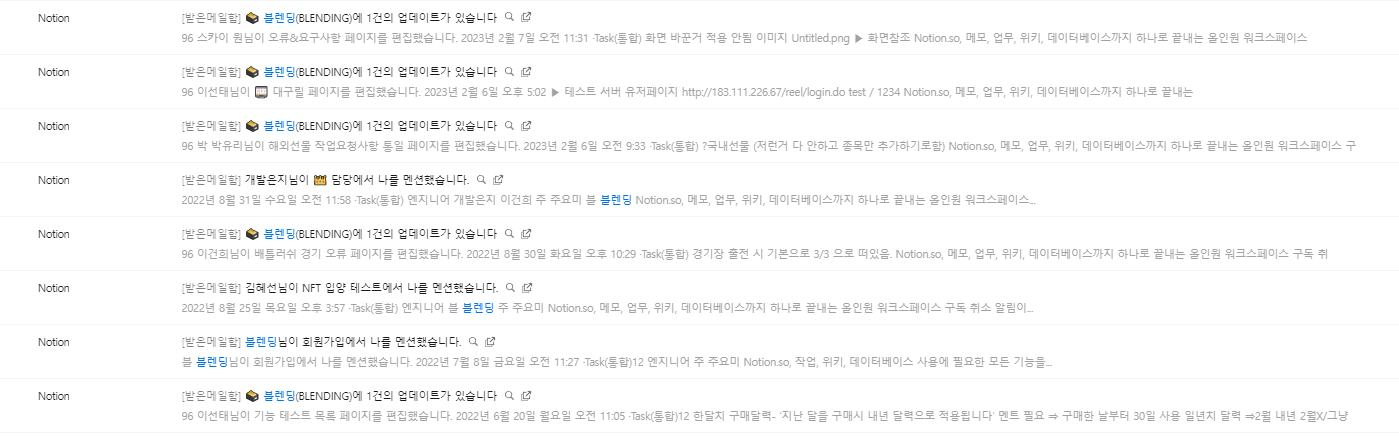 Notion
[받은메일함] 블렌딩(BLENDING)에 1건의 업데이트가 있습니다
96 스카이 원님이 오류&요구사항 페이지를 편집했습니다. 2023년 2월 7일 오전 11:31 ·Task(통합) 화면 바꾼거 적용 안됨 이미지 Untitled.png ▶ 화면참조 Notion.so, 메모, 업무, 위키, 데이터베이스까지 하나로 끝내는 올인원 워크스페이스
Notion
[받은메일함] 블렌딩(BLENDING)에 1건의 업데이트가 있습니다
96 이선태님이 대구릴 페이지를 편집했습니다. 2023년 2월 6일 오후 5:02 ▶ 테스트 서버 유저페이지 http://183.111.226.67/reel/login.do test / 1234 Notion.so, 메모, 업무, 위키, 데이터베이스까지 하나로 끝내는
Notion
[받은메일함] 블렌딩(BLENDING)에 1건의 업데이트가 있습니다
96 박 박유리님이 해외선물 작업요청사항 통일 페이지를 편집했습니다. 2023년 2월 6일 오전 9:33 ·Task(통합) ?국내선물 (저런거 다 안하고 종목만 추가하기로함) Notion.so, 메모, 업무, 위키, 데이터베이스까지 하나로 끝내는 올인원 워크스페이스 구
Notion
[받은메일함] 개발은지님이 담당에서 나를 멘션했습니다.
2022년 8월 31일 수요일 오전 11:58 ·Task(통합) 엔지니어 개발은지 이건희 주 주요미 블 블렌딩 Notion.so, 메모, 업무, 위키, 데이터베이스까지 하나로 끝내는 올인원 워크스페이스...
Notion
[받은메일함] 블렌딩(BLENDING)에 1건의 업데이트가 있습니다
96 이건희님이 배틀러쉬 경기 오류 페이지를 편집했습니다. 2022년 8월 30일 화요일 오후 10:29 ·Task(통합) 경기장 출전 시 기본으로 3/3 으로 떠있음. Notion.so, 메모, 업무, 위키, 데이터베이스까지 하나로 끝내는 올인원 워크스페이스 구독 취
Notion
[받은메일함] 김혜선님이 NFT 입양 테스트에서 나를 멘션했습니다.
2022년 8월 25일 목요일 오후 3:57 ·Task(통합) 엔지니어 블 블렌딩 주 주요미 Notion.so, 메모, 업무, 위키, 데이터베이스까지 하나로 끝내는 올인원 워크스페이스 구독 취소 알림이...
Notion
[받은메일함] 블렌딩님이 회원가입에서 나를 멘션했습니다.
블 블렌딩님이 회원가입에서 나를 멘션했습니다. 2022년 7월 8일 금요일 오전 11:27 ·Task(통합)12 엔지니어 주 주요미 Notion.so, 작업, 위키, 데이터베이스 사용에 필요한 모든 기능을...
Notion
[받은메일함] 블렌딩(BLENDING)에 1건의 업데이트가 있습니다
96 이선태님이 기능 테스트 목록 페이지를 편집했습니다. 2022년 6월 20일 월요일 오전 11:05 ·Task(통합)12 한달치 구매달력- '지난 달을 구매시 내년 달력으로 적용됩니다' 멘트 필요 ⇒ 구매한 날부터 30일 사용 일년치 달력 ⇒2월 내년 2월X/그냥